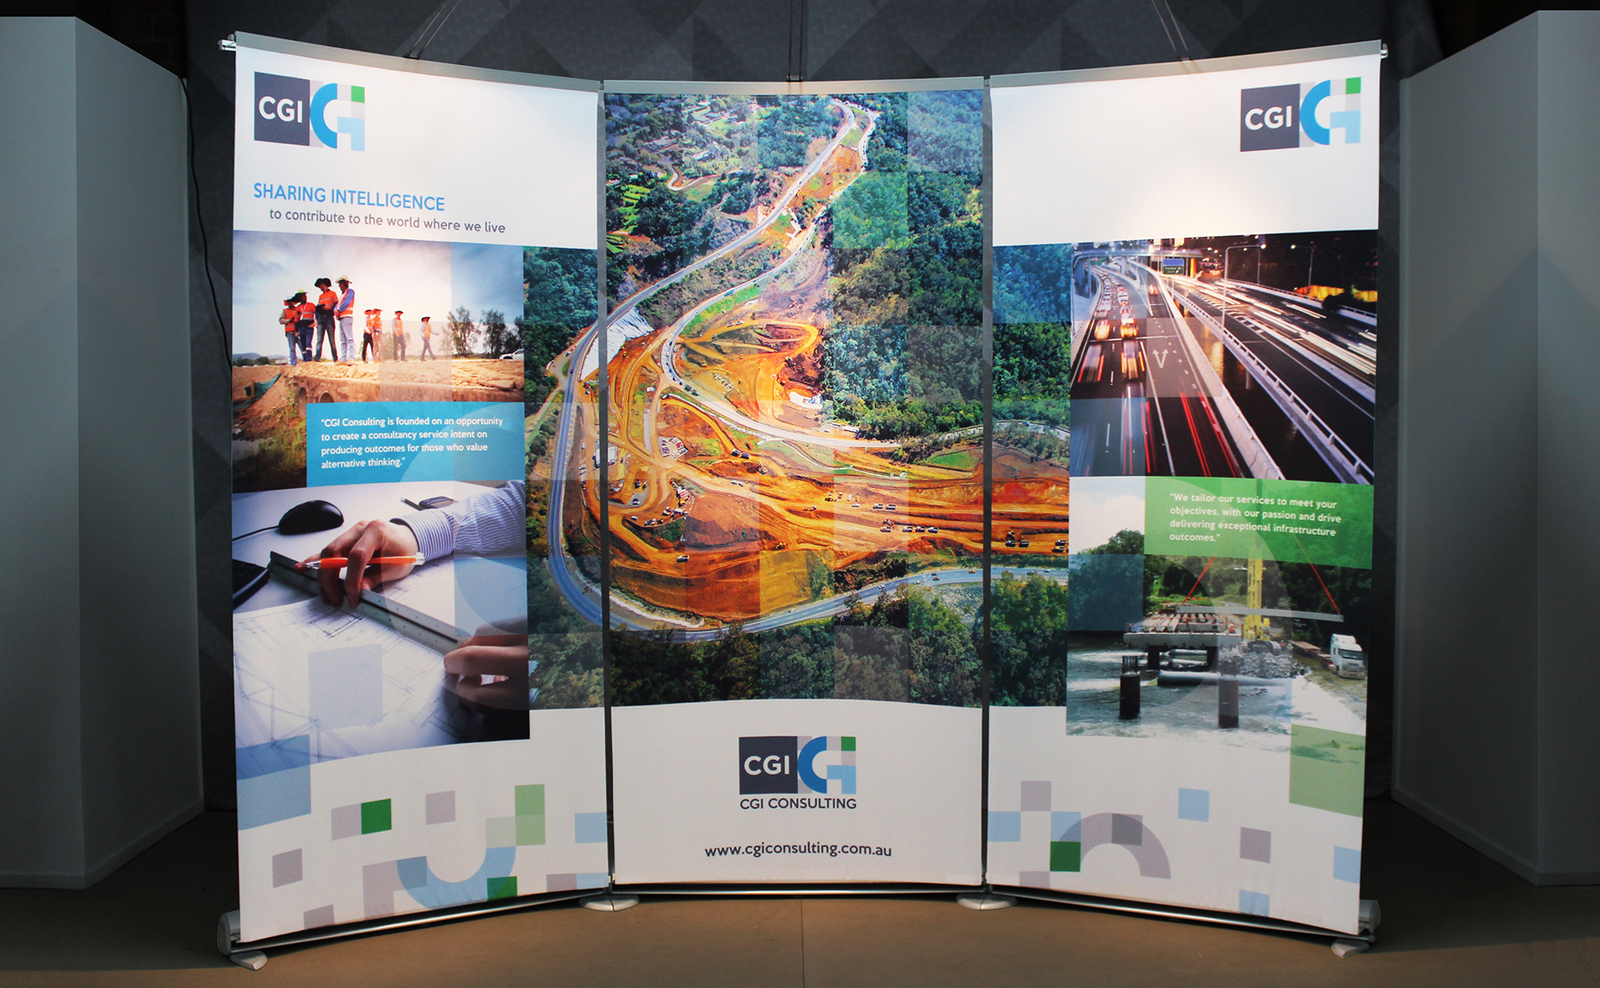 CGI
SHARING INTELLIGENCE
to contribute to the world where we live
"CGI Consulting is founded on an opportunity
to create a consultancy service intent on
producing outcomes for those who value
alternative thinking."
CGI
CGI CONSULTING
www.cgiconsulting.com.au
CGI
"We tailor our services to meet your
objectives, with our passion and drive
delivering exceptional infrastructure
outcomes."